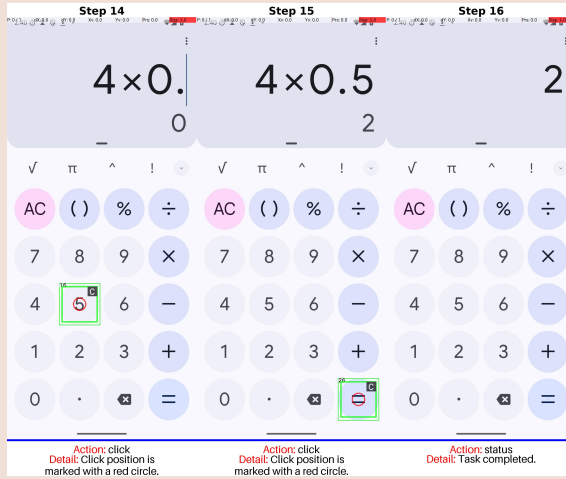 Step 14
4×0.
0
√ π ^ !
AC ( ) % ÷
7 8 9 ×
4 5 6 −
1 2 3 +
0 . =
16
C
Action: click
Detail: Click position is
marked with a red circle.
Step 15
4×0.5
2
√ π ^ !
AC ( ) % ÷
7 8 9 ×
4 5 6 −
1 2 3 +
0 . =
C
Action: click
Detail: Click position is
marked with a red circle.
Step 16
2
√ π ^ !
AC ( ) % ÷
7 8 9 ×
4 5 6 −
1 2 3 +
0 . =
Action: status
Detail: Task completed.